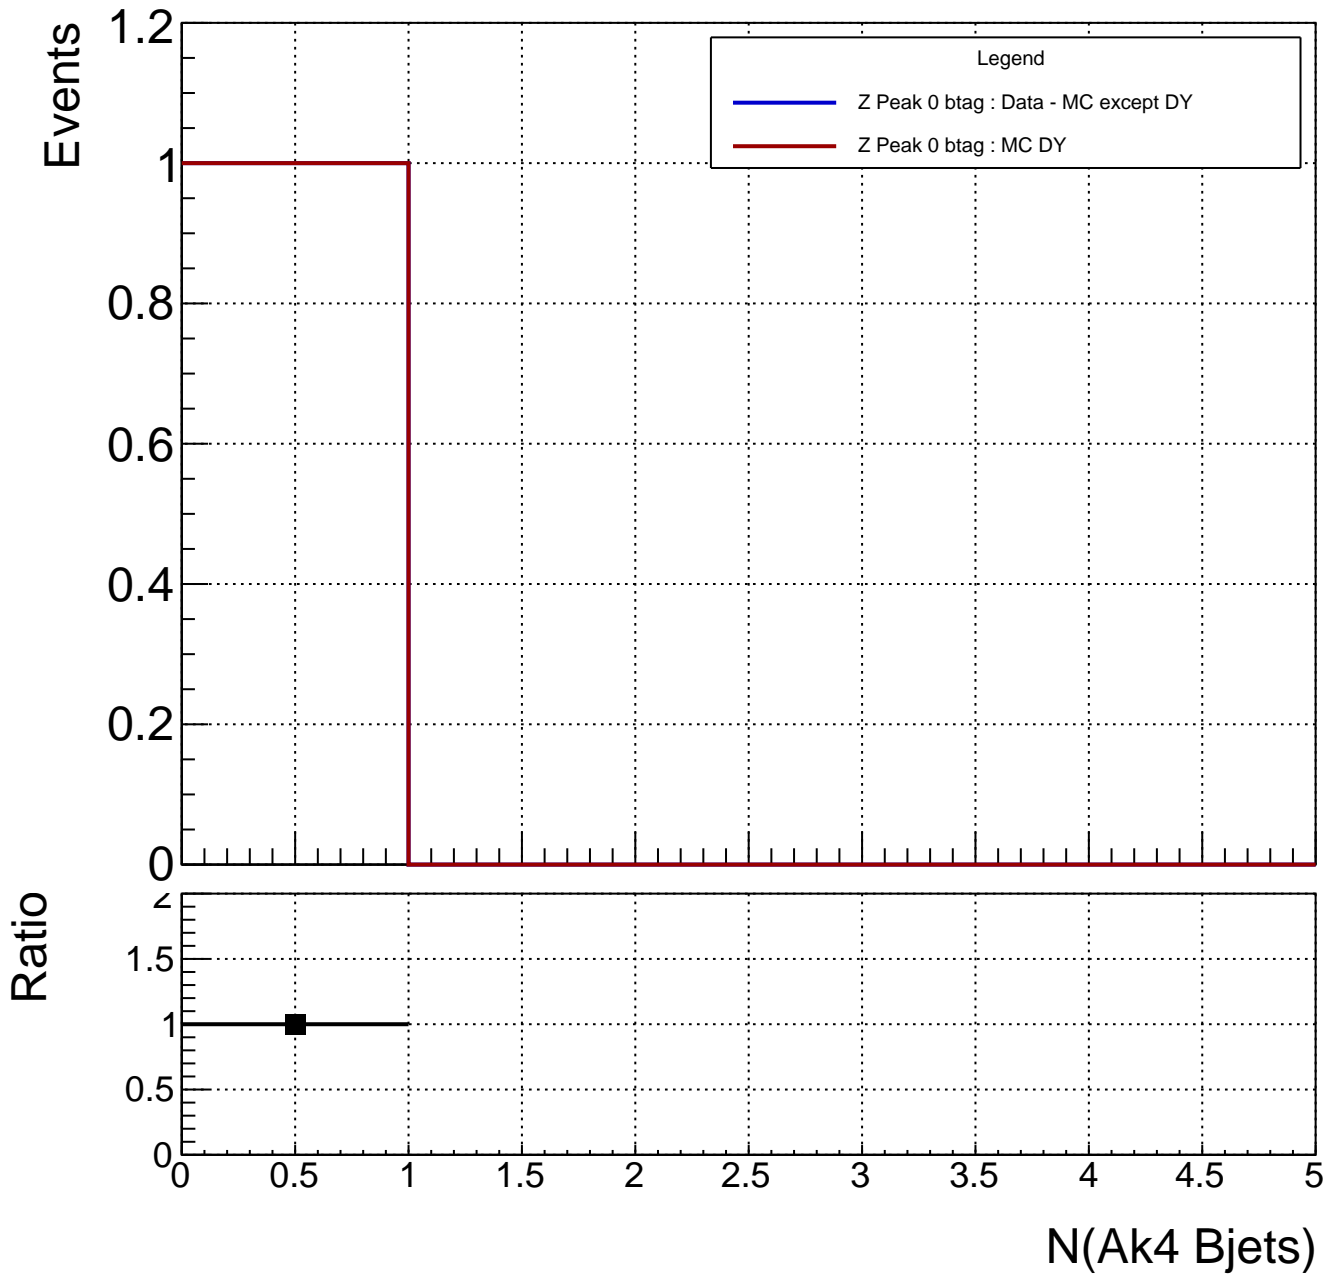 Events
1.2
1
0.8
0.6
0.4
0.2
0
Legend
Z Peak 0 btag : Data - MC except DY
Z Peak 0 btag : MC DY
Ratio
2
1.5
1
0.5
0
0 0.5 1 1.5 2 2.5 3 3.5 4 4.5 5
N(Ak4 Bjets)